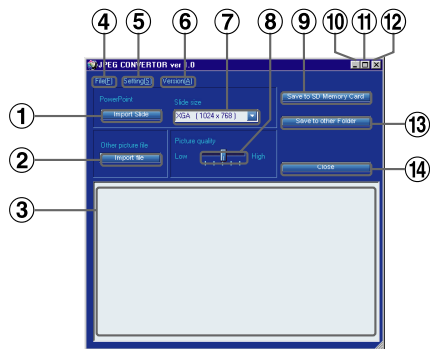 4 5 6 7 8 9 10 11 12
JPEG CONVERTOR ver 1.0
File[F] Setting[S] Version[A]
PowerPoint Slide size
1 Import Slide XGA ( 1024 x 768 ) Save to SD Memory Card
Save to other Folder 13
Other picture file Picture quality
2 Import file Low High
Close 14
3